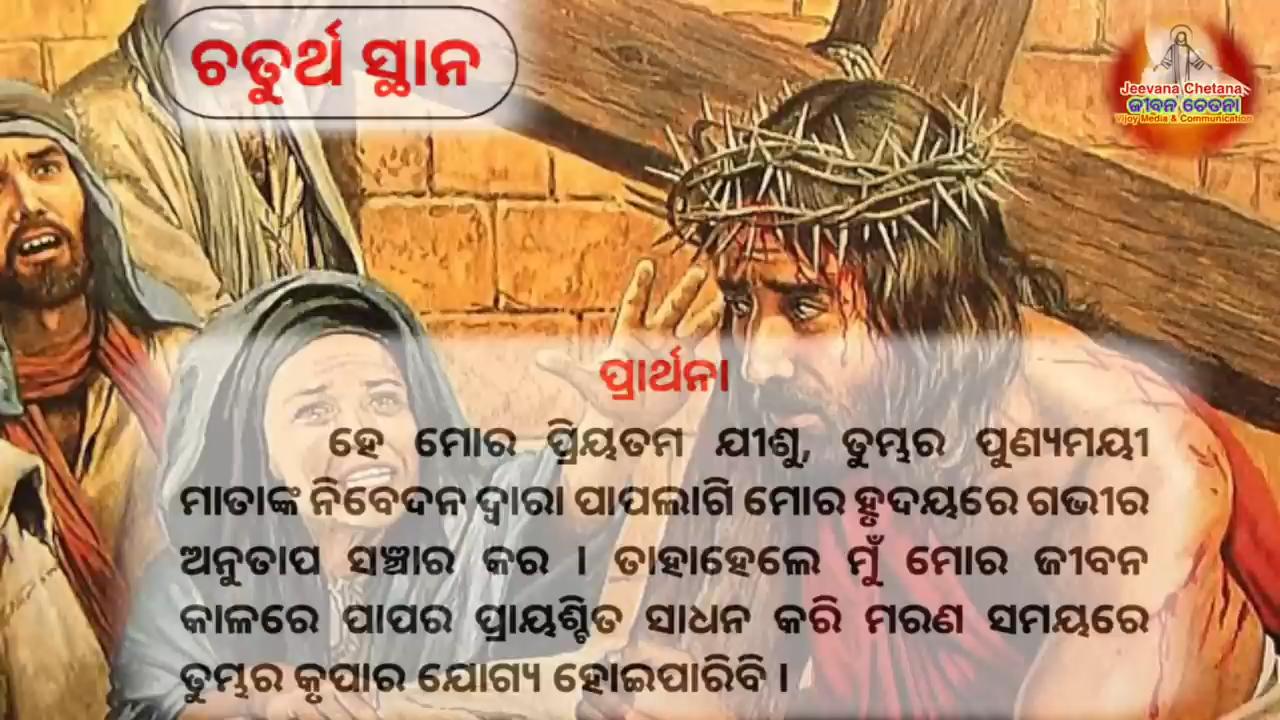 ଚତୁର୍ଥ ସ୍ଥାନ
Jeevana Chetana
ଜୀବନ ଚେତନା
Vijoy Media & Communication
ପ୍ରାର୍ଥନା
ହେ ମୋର ପ୍ରିୟତମ ଯୀଶୁ, ତୁମ୍ଭର ପୁଣ୍ୟମୟୀ
ମାତାଙ୍କ ନିବେଦନ ଦ୍ୱାରା ପାପଲାଗି ମୋର ହୃଦୟରେ ଗଭୀର
ଅନୁତାପ ସଞ୍ଚାର କର । ତାହାହେଲେ ମୁଁ ମୋର ଜୀବନ
କାଳରେ ପାପର ପ୍ରାୟଶ୍ଚିତ ସାଧନ କରି ମରଣ ସମୟରେ
ତୁମ୍ଭର କୃପାର ଯୋଗ୍ୟ ହୋଇପାରିବି ।